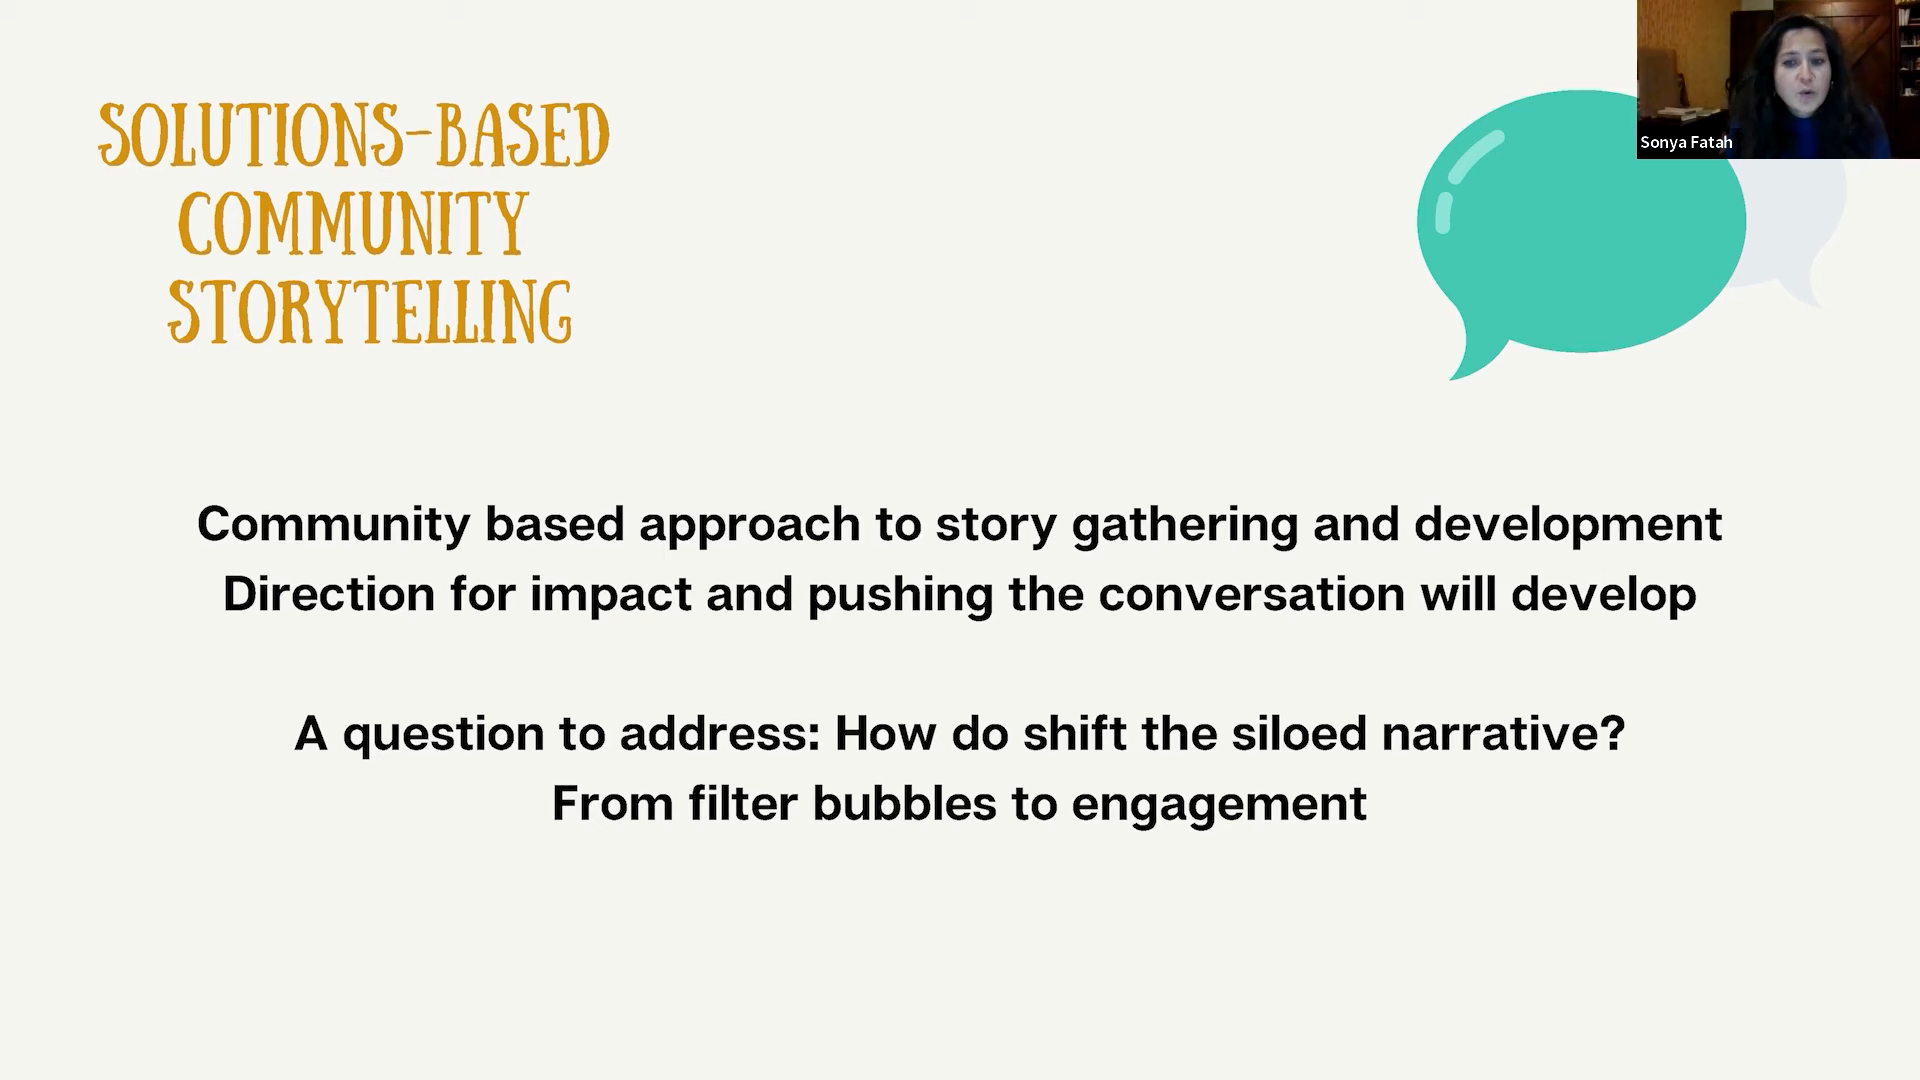 SOLUTIONS-BASED
COMMUNITY
STORYTELLING
Sonya Fatah
Community based approach to story gathering and development
Direction for impact and pushing the conversation will develop
A question to address: How do shift the siloed narrative?
From filter bubbles to engagement